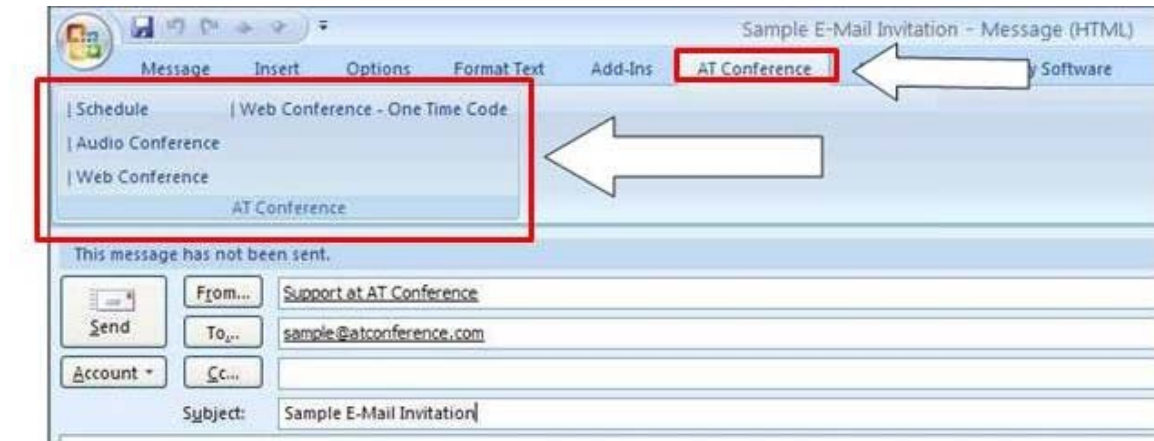 Sample E-Mail Invitation - Message (HTML)
Message Insert Options Format Text Add-Ins AT Conference Software
| Schedule | Web Conference - One Time Code
| Audio Conference
| Web Conference
AT Conference
This message has not been sent.
Send
From... Support at AT Conference
To... sample@atconference.com
Account Cc...
Subject: Sample E-Mail Invitation